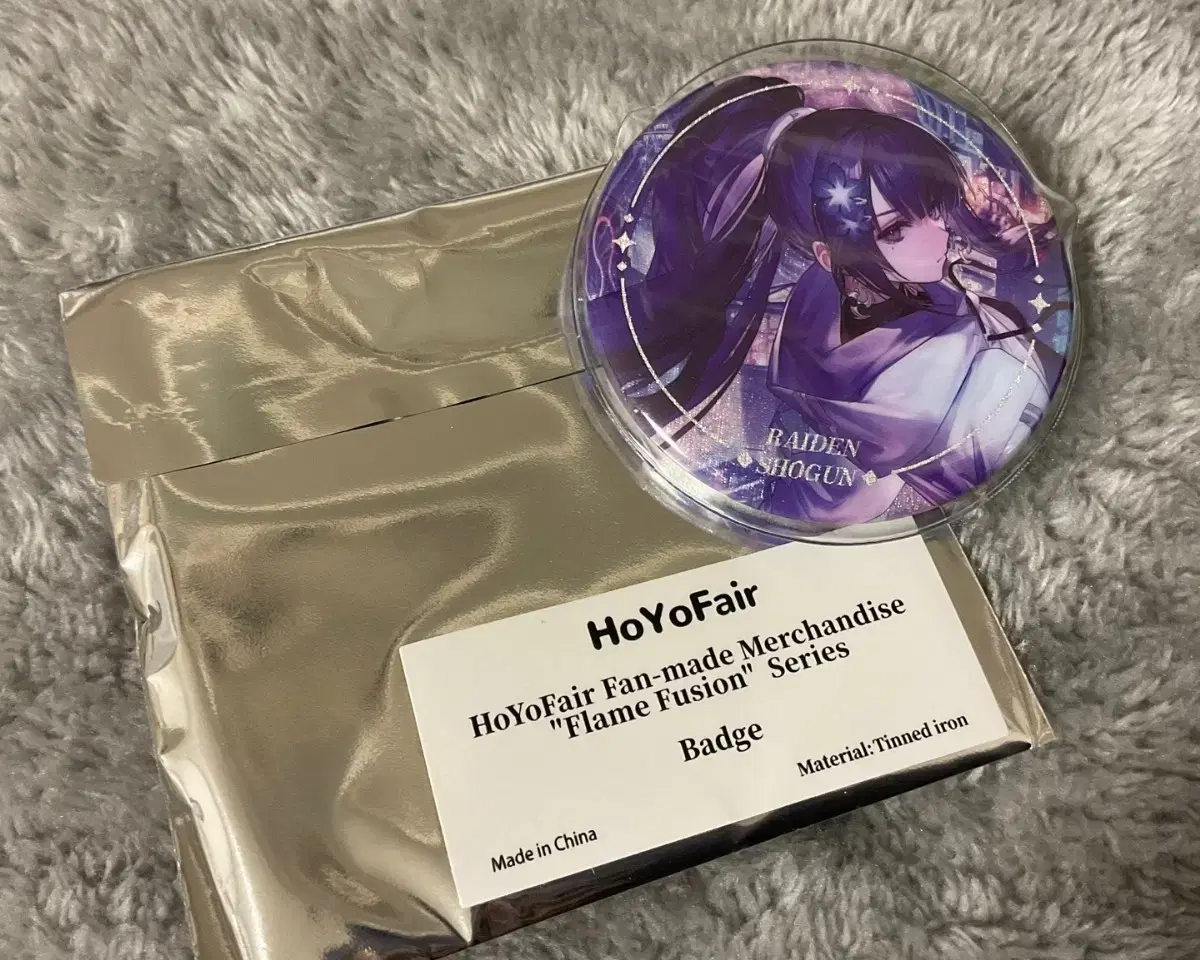 RAIDEN
SHOGUN
HoYoFair
HoYoFair Fan-made Merchandise
"Flame Fusion" Series
Badge
Material: Tinned iron
Made in China